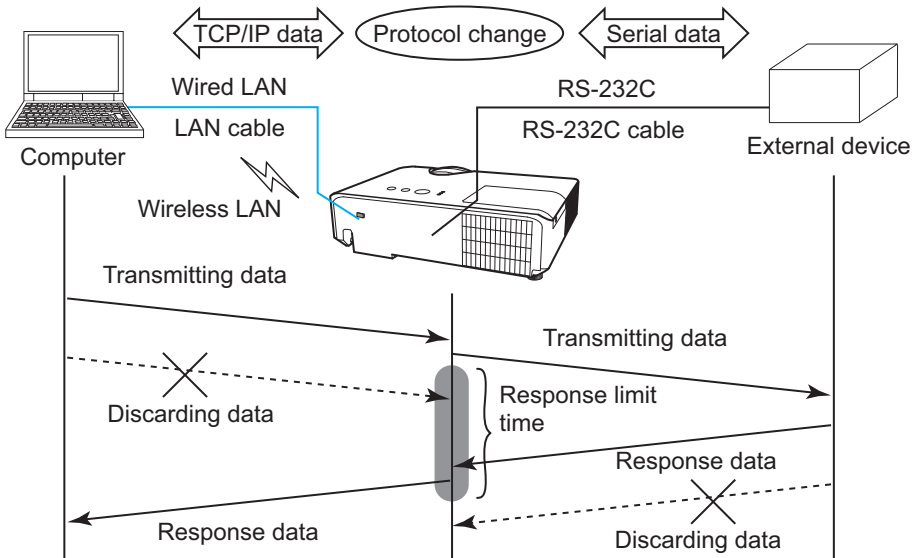 TCP/IP data
Protocol change
Serial data
Wired LAN
LAN cable
RS-232C
RS-232C cable
Computer
External device
Wireless LAN
Transmitting data
Transmitting data
Discarding data
Response limit
time
Response data
Response data
Discarding data